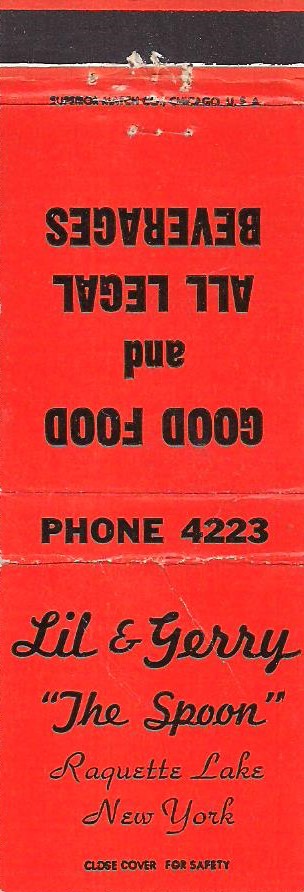 SUPERIOR MATCH CO., CHICAGO, U.S.A.
GOOD FOOD
and
ALL LEGAL
BEVERAGES
PHONE 4223
Lil & Gerry
"The Spoon"
Raquette Lake
New York
CLOSE COVER FOR SAFETY